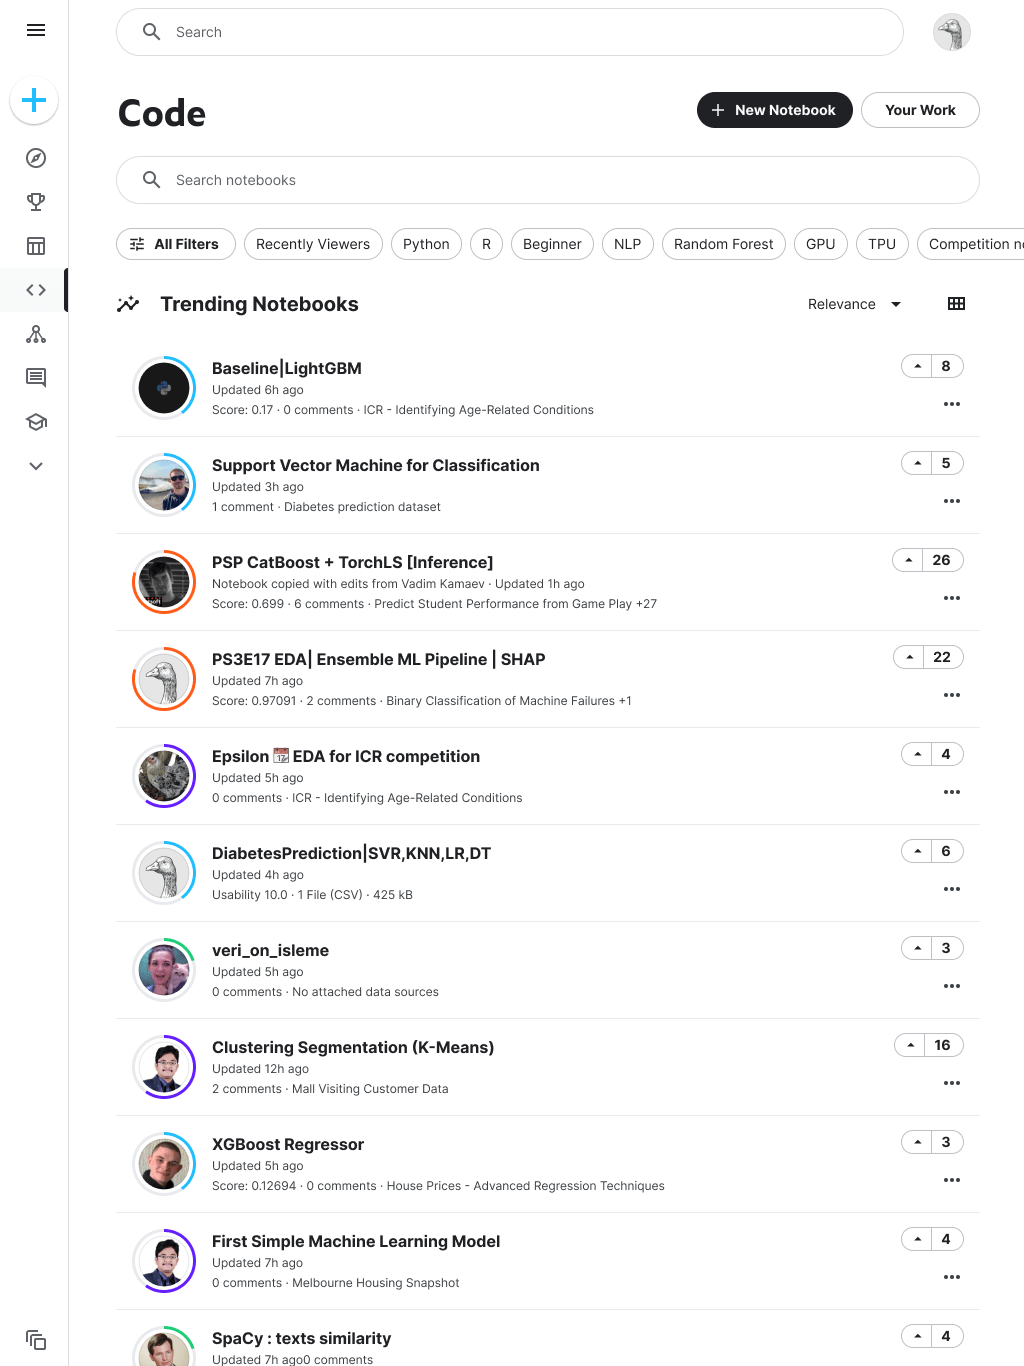 Search
Code
New Notebook
Your Work
Search notebooks
All Filters
Recently Viewers
Python
R
Beginner
NLP
Random Forest
GPU
TPU
Competition
Trending Notebooks
Relevance
Baseline|LightGBM
8
Updated 6h ago
Score: 0.17 · 0 comments · ICR - Identifying Age-Related Conditions
Support Vector Machine for Classification
5
Updated 3h ago
1 comment · Diabetes prediction dataset
PSP CatBoost + TorchLS [Inference]
26
Notebook copied with edits from Vadim Kamaev · Updated 1h ago
Score: 0.699 · 6 comments · Predict Student Performance from Game Play +27
PS3E17 EDA| Ensemble ML Pipeline | SHAP
22
Updated 7h ago
Score: 0.97091 · 2 comments · Binary Classification of Machine Failures +1
Epsilon 📅 EDA for ICR competition
4
Updated 5h ago
0 comments · ICR - Identifying Age-Related Conditions
DiabetesPrediction|SVR,KNN,LR,DT
6
Updated 4h ago
Usability 10.0 · 1 File (CSV) · 425 kB
veri_on_isleme
3
Updated 5h ago
0 comments · No attached data sources
Clustering Segmentation (K-Means)
16
Updated 12h ago
2 comments · Mall Visiting Customer Data
XGBoost Regressor
3
Updated 5h ago
Score: 0.12694 · 0 comments · House Prices - Advanced Regression Techniques
First Simple Machine Learning Model
4
Updated 7h ago
0 comments · Melbourne Housing Snapshot
SpaCy : texts similarity
4
Updated 7h ago0 comments